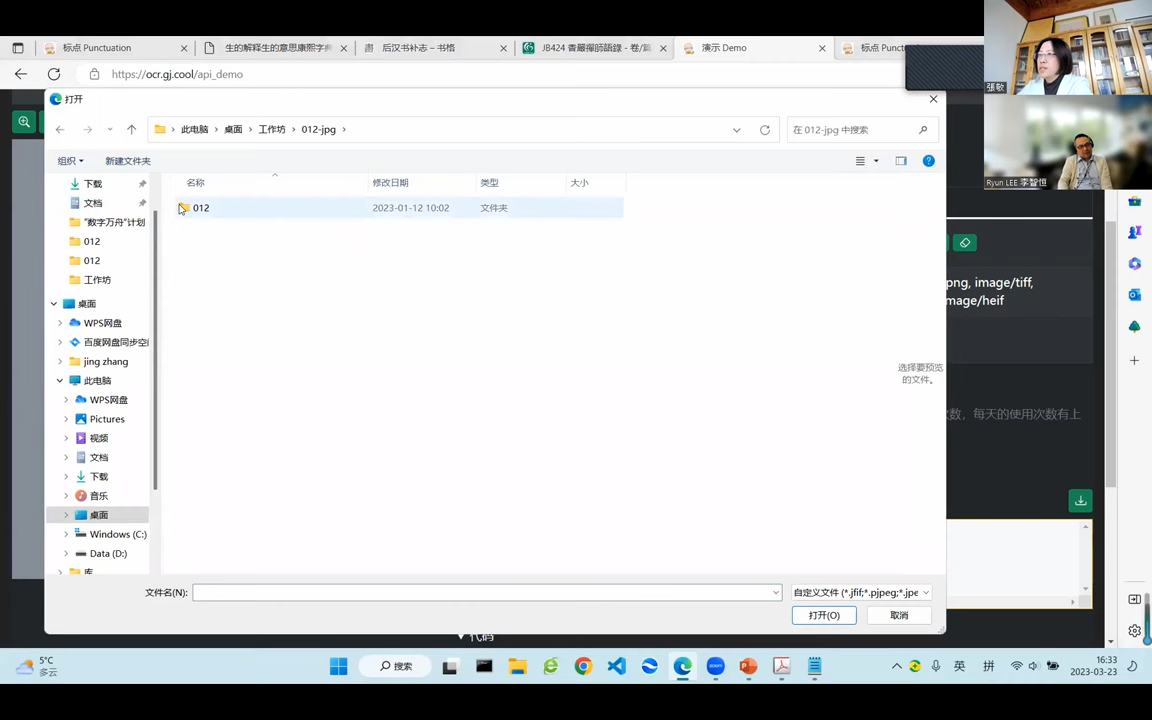 标点 Punctuation
生的解释生的意思康熙字典
后汉书补志 – 书格
JB424 香嚴禪師語錄 - 卷/篇
演示 Demo
标点 Punctu
https://ocr.gj.cool/api_demo
張敏
Ryun LEE 李智恒
打开
此电脑 › 桌面 › 工作坊 › 012-jpg ›
在 012-jpg 中搜索
组织
新建文件夹
名称
修改日期
类型
大小
012
2023-01-12 10:02
文件夹
下载
文档
"数字万舟"计划
012
012
工作坊
桌面
WPS网盘
百度网盘同步空
jing zhang
此电脑
WPS网盘
Pictures
视频
文档
下载
音乐
桌面
Windows (C:)
Data (D:)
库
选择要预览
的文件。
png, image/tiff,
mage/heif
次数，每天的使用次数有上
文件名(N):
自定义文件 (*.jfif;*.pjpeg;*.jpe
打开(O)
取消
代码
5°C
多云
搜索
英
拼
16:33
2023-03-23